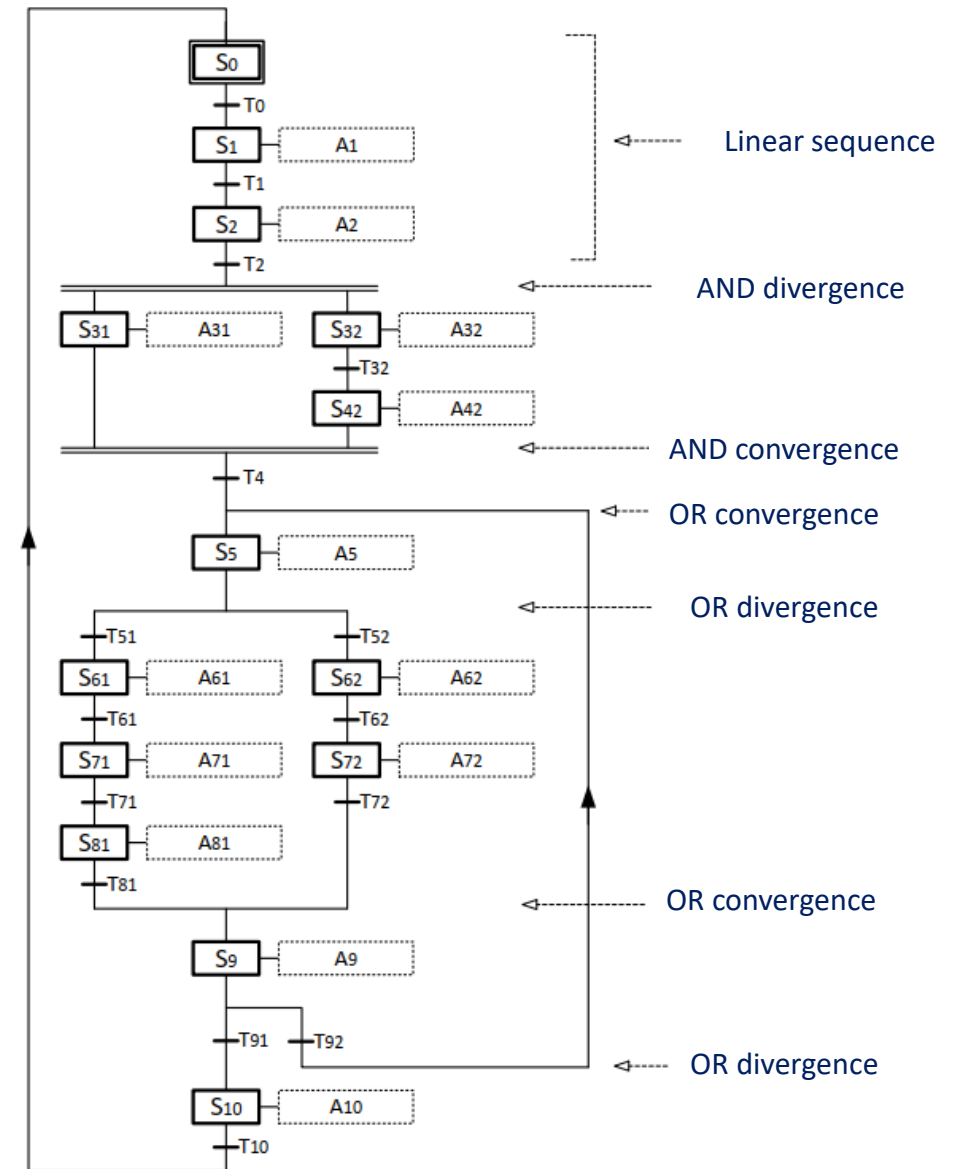 S0
T0
S1 A1
Linear sequence
T1
S2 A2
T2
AND divergence
S31 A31 S32 A32
T32
S42 A42
AND convergence
T4
OR convergence
S5 A5
OR divergence
T51 T52
S61 A61 S62 A62
T61 T62
S71 A71 S72 A72
T71 T72
S81 A81
T81
OR convergence
S9 A9
T91 T92
OR divergence
S10 A10
T10